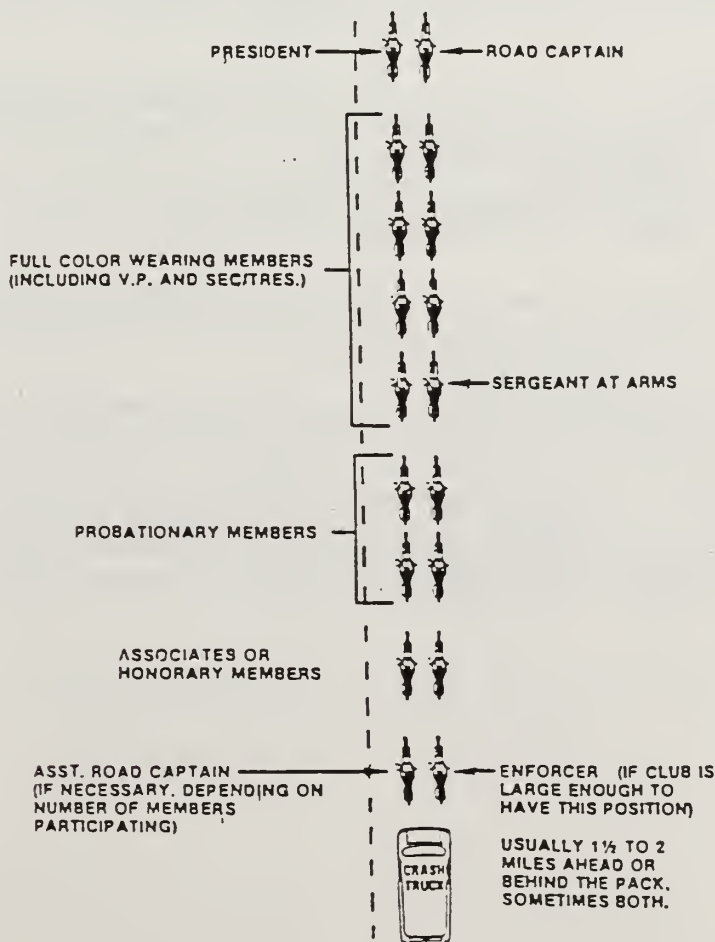 PRESIDENT
ROAD CAPTAIN
FULL COLOR WEARING MEMBERS
(INCLUDING V.P. AND SEC/TRES.)
SERGEANT AT ARMS
PROBATIONARY MEMBERS
ASSOCIATES OR
HONORARY MEMBERS
ASST. ROAD CAPTAIN
(IF NECESSARY, DEPENDING ON
NUMBER OF MEMBERS
PARTICIPATING)
ENFORCER (IF CLUB IS
LARGE ENOUGH TO
HAVE THIS POSITION)
CRASH
TRUCK
USUALLY 1½ TO 2
MILES AHEAD OR
BEHIND THE PACK,
SOMETIMES BOTH.